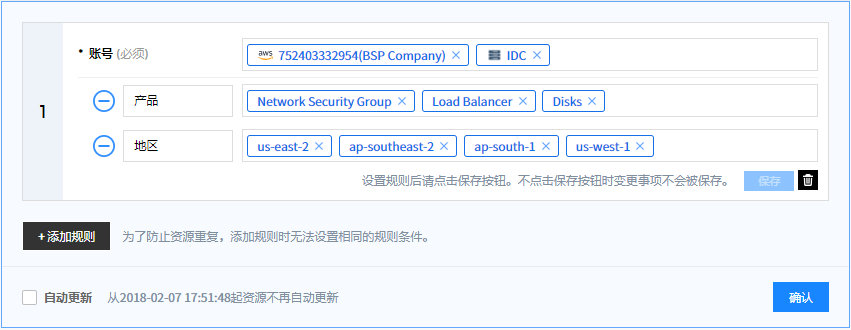 1
* 账号 (必须)
aws 752403332954(BSP Company) × IDC ×
产品
Network Security Group × Load Balancer × Disks ×
地区
us-east-2 × ap-southeast-2 × ap-south-1 × us-west-1 ×
设置规则后请点击保存按钮。不点击保存按钮时变更事项不会被保存。 保存
+ 添加规则 为了防止资源重复，添加规则时无法设置相同的规则条件。
自动更新 从2018-02-07 17:51:48起资源不再自动更新 确认